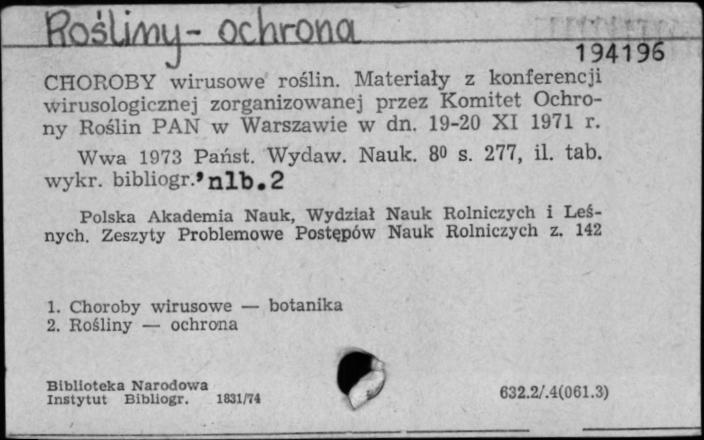 Rośliny - ochrona
194196
CHOROBY wirusowe roślin. Materiały z konferencji
wirusologicznej zorganizowanej przez Komitet Ochro-
ny Roślin PAN w Warszawie w dn. 19-20 XI 1971 r.
Wwa 1973 Państ. Wydaw. Nauk. 8⁰ s. 277, il. tab.
wykr. bibliogr., nlb.2
Polska Akademia Nauk, Wydział Nauk Rolniczych i Leś-
nych. Zeszyty Problemowe Postępów Nauk Rolniczych z. 142
1. Choroby wirusowe — botanika
2. Rośliny — ochrona
Biblioteka Narodowa
Instytut Bibliogr. 1831/74
632.2/.4(061.3)